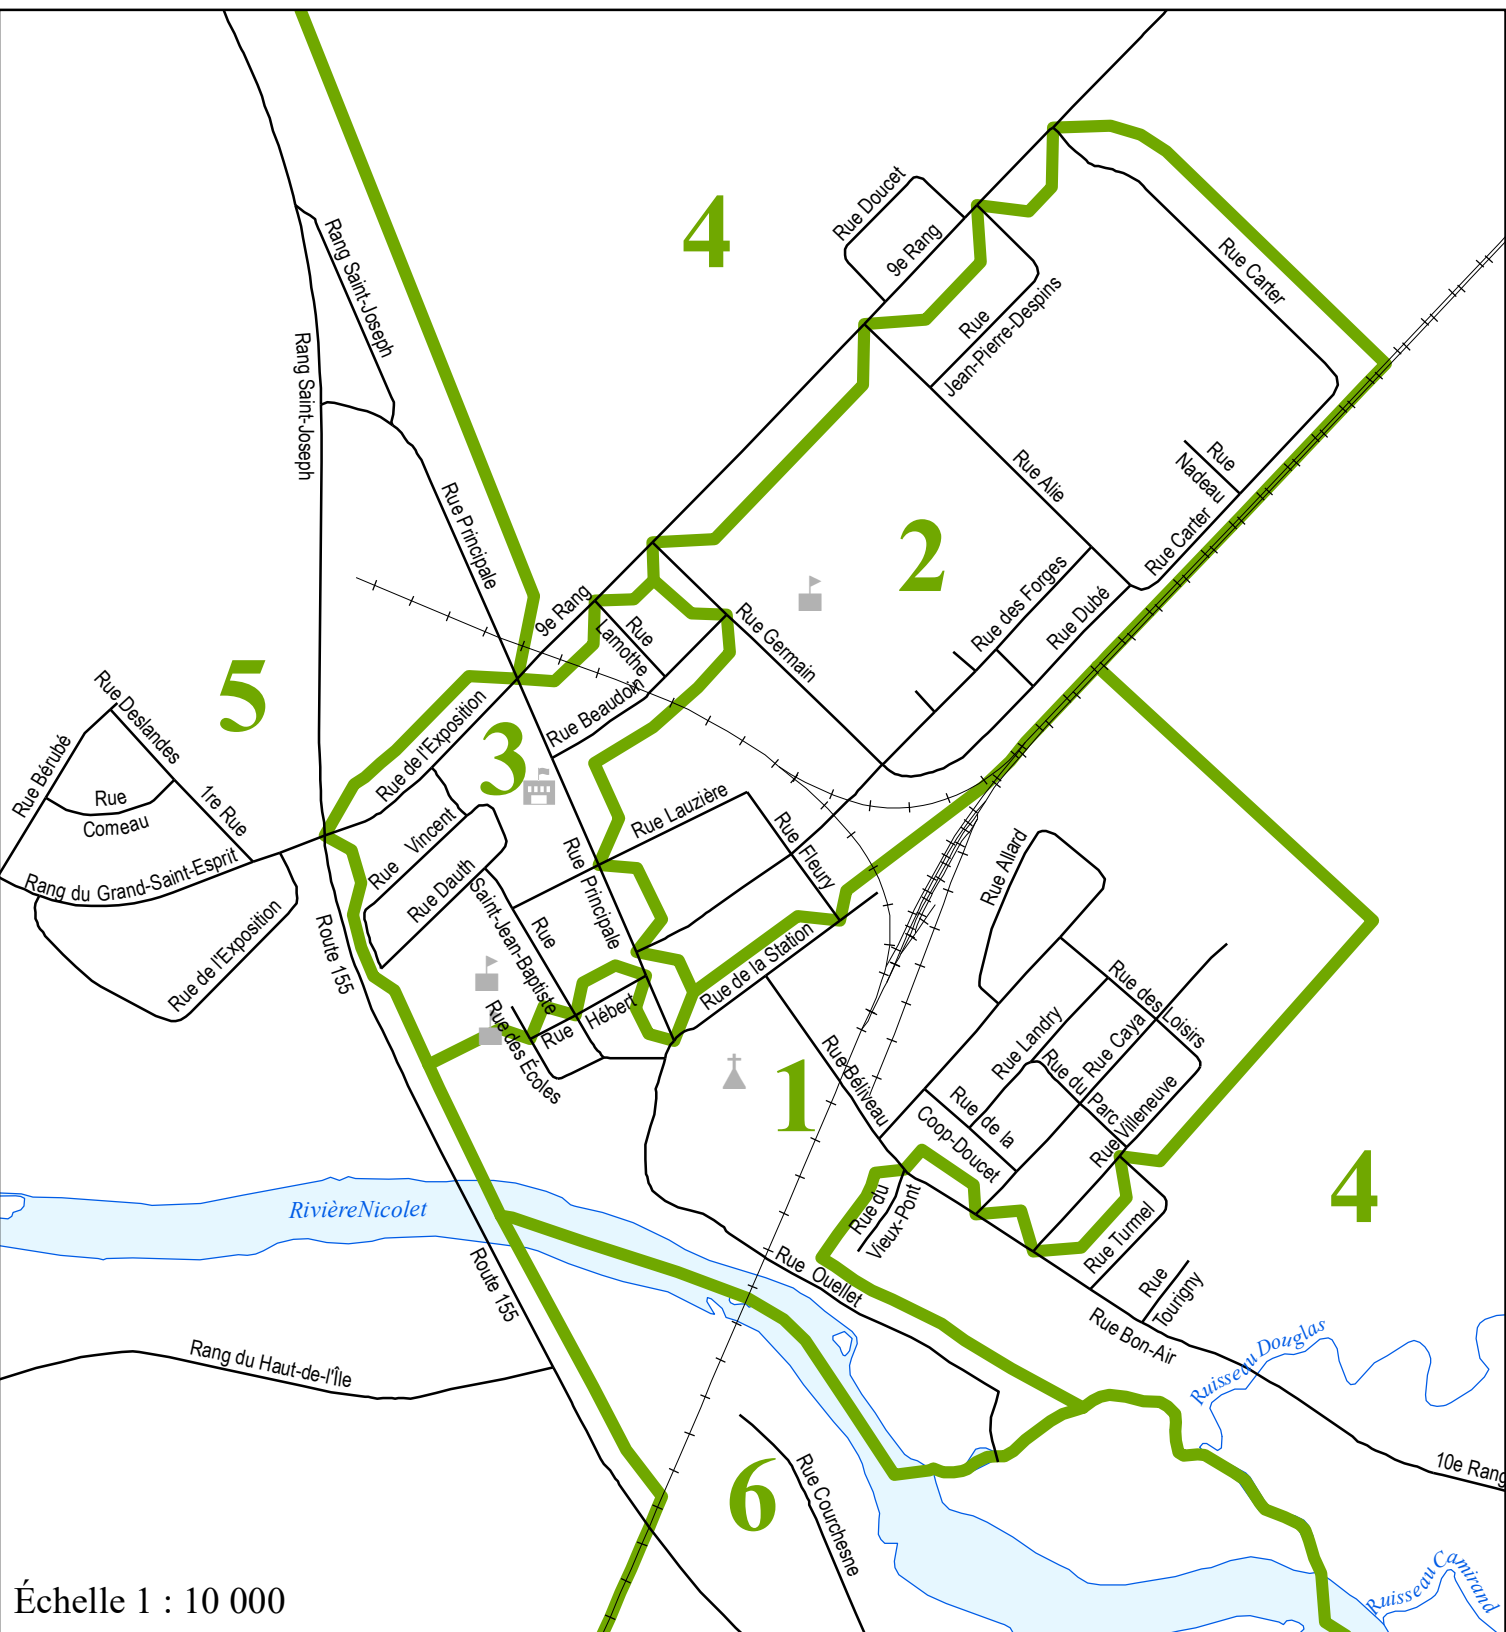 4
Rue Doucet
9e Rang
Rang Saint-Joseph
Rang Saint-Joseph
Rue Carter
Rue
Jean-Pierre-Despins
Rue Principale
Rue Alie
Rue
Nadeau
Rue Carter
2
Rue des Forges
Rue Dubé
9e Rang
Rue
Lamothe
Rue Germain
Rue Beaudoin
5
Rue Deslandes
Rue Bérubé
Rue
Comeau
1re Rue
Rang du Grand-Saint-Esprit
Rue de l'Exposition
Rue de l'Exposition
3
Rue Vincent
Rue Dauth
Rue Lauzière
Rue Fleury
Rue Principale
Rue
Saint-Jean-Baptiste
Route 155
Rue Hébert
Rue des Écoles
Rue de la Station
Rue Allard
Rue des Loisirs
Rue Landry
Rue Caya
Rue du Parc
Rue Villeneuve
Rue Béliveau
1
Rue de la
Coop-Doucet
4
Rue du
Vieux-Pont
Rue Turmel
Rue
Tourigny
RivièreNicolet
Route 155
Rue Ouellet
Rue Bon-Air
Ruisseau Douglas
Rang du Haut-de-l'Île
10e Rang
6
Rue Courchesne
Ruisseau Camirand
Échelle 1 : 10 000